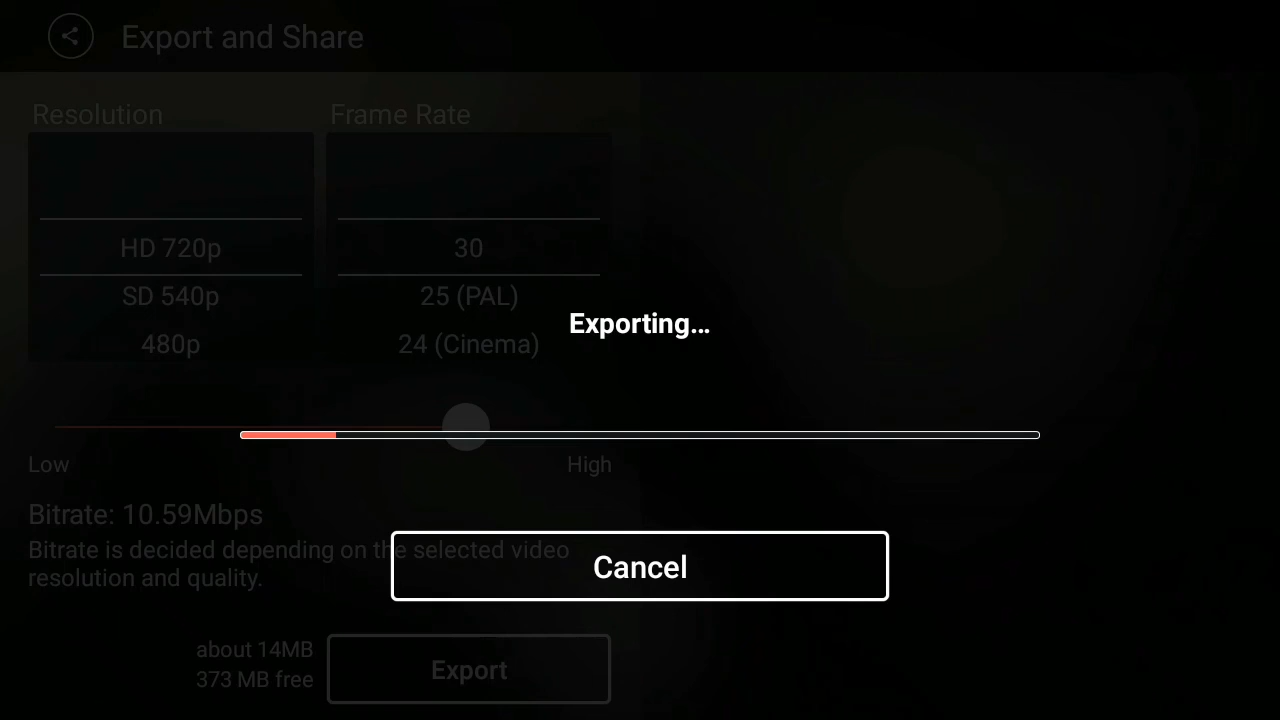 Export and Share
Resolution
Frame Rate
HD 720p
30
SD 540p
25 (PAL)
480p
24 (Cinema)
Exporting...
Low
High
Bitrate: 10.59Mbps
Bitrate is decided depending on the selected video
resolution and quality.
Cancel
about 14MB
373 MB free
Export